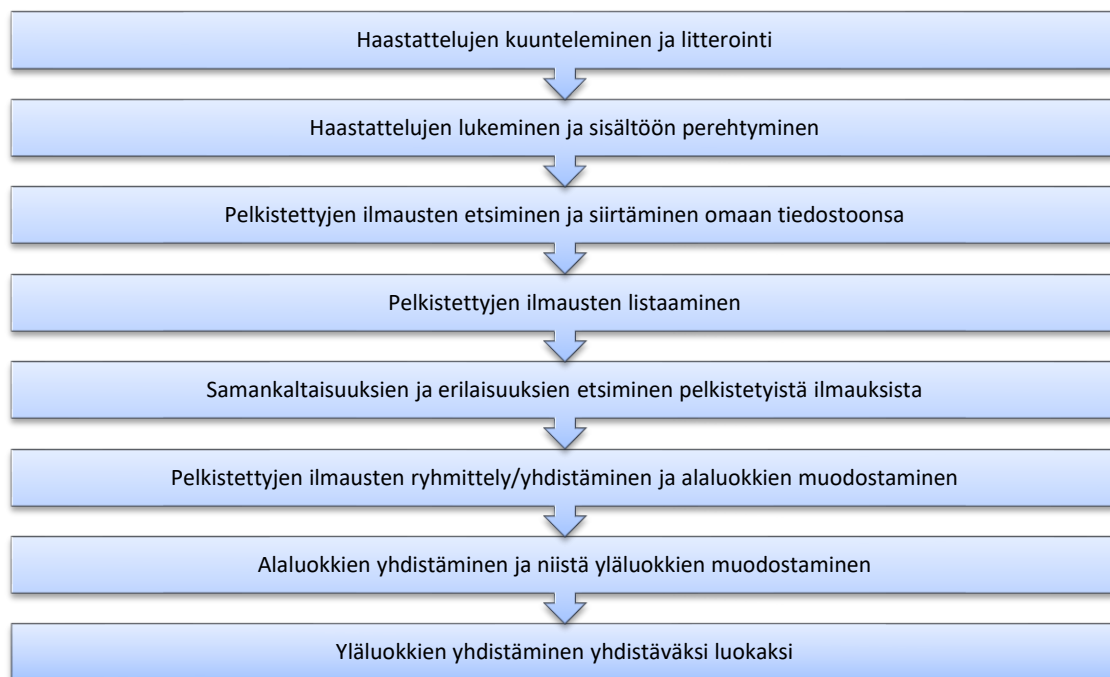 Haastattelujen kuunteleminen ja litterointi
Haastattelujen lukeminen ja sisältöön perehtyminen
Pelkistettyjen ilmausten etsiminen ja siirtäminen omaan tiedostoonsa
Pelkistettyjen ilmausten listaaminen
Samankaltaisuuksien ja erilaisuuksien etsiminen pelkistetyistä ilmauksista
Pelkistettyjen ilmausten ryhmittely/yhdistäminen ja alaluokkien muodostaminen
Alaluokkien yhdistäminen ja niistä yläluokkien muodostaminen
Yläluokkien yhdistäminen yhdistäväksi luokaksi